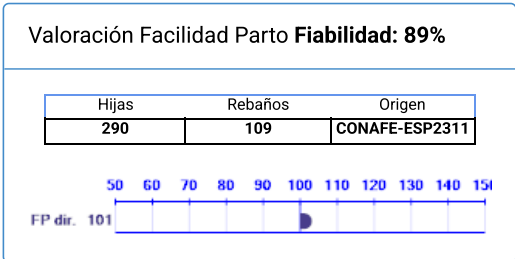 Valoración Facilidad Parto Fiabilidad: 89%
Hijas Rebaños Origen
290 109 CONAFE-ESP2311
50 60 70 80 90 100 110 120 130 140 15
FP dir. 101